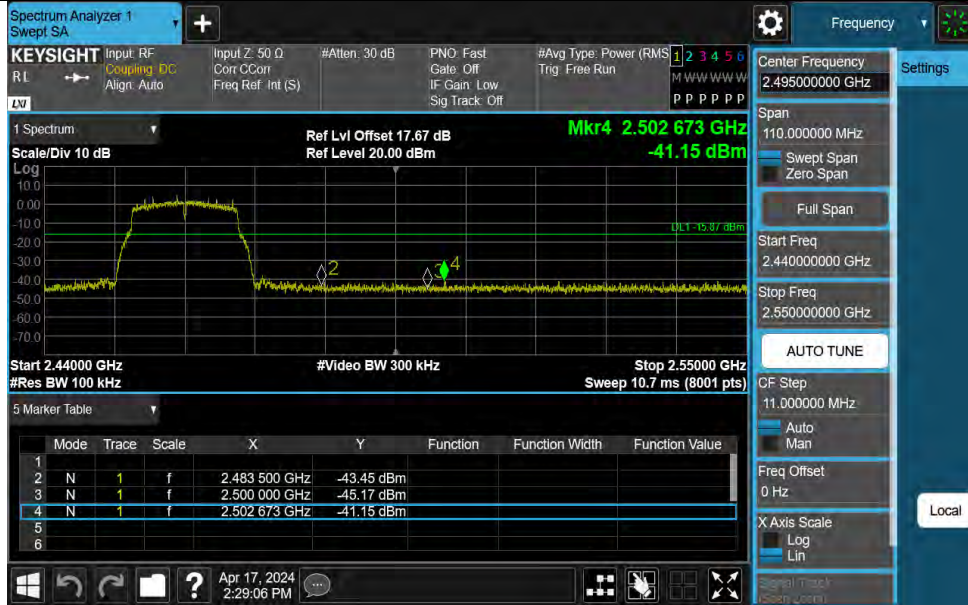 Spectrum Analyzer 1
Swept SA
Frequency
KEYSIGHT
RL
LXI
Input: RF
Coupling: DC
Align: Auto
Input Z: 50 Ω
Corr CCorr
Freq Ref: Int (S)
#Atten: 30 dB
PNO: Fast
Gate: Off
IF Gain: Low
Sig Track: Off
#Avg Type: Power (RMS
Trig: Free Run
1 2 3 4 5 6
M W W W W W
P P P P P P
1 Spectrum
Scale/Div 10 dB
Ref Lvl Offset 17.67 dB
Ref Level 20.00 dBm
Mkr4 2.502 673 GHz
-41.15 dBm
Log
10.0
0.00
-10.0
-20.0
-30.0
-40.0
-50.0
-60.0
-70.0
DL1 -15.87 dBm
2
3
4
Start 2.44000 GHz
#Res BW 100 kHz
#Video BW 300 kHz
Stop 2.55000 GHz
Sweep 10.7 ms (8001 pts)
5 Marker Table
Mode Trace Scale X Y Function Function Width Function Value
1
2 N 1 f 2.483 500 GHz -43.45 dBm
3 N 1 f 2.500 000 GHz -45.17 dBm
4 N 1 f 2.502 673 GHz -41.15 dBm
5
6
Center Frequency
2.495000000 GHz
Settings
Span
110.000000 MHz
Swept Span
Zero Span
Full Span
Start Freq
2.440000000 GHz
Stop Freq
2.550000000 GHz
AUTO TUNE
CF Step
11.000000 MHz
Auto
Man
Freq Offset
0 Hz
X Axis Scale
Log
Lin
Signal Track
(Span Zoom)
Local
?
Apr 17, 2024
2:29:06 PM